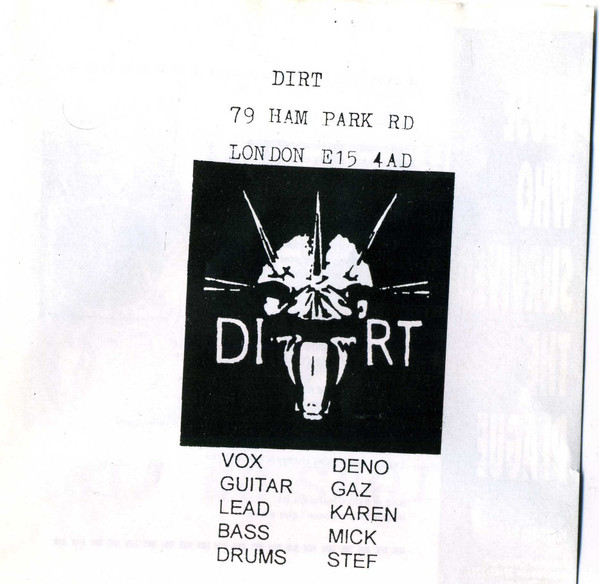 DIRT
79 HAM PARK RD
LONDON E15 4AD
DIRT
VOX DENO
GUITAR GAZ
LEAD KAREN
BASS MICK
DRUMS STEF